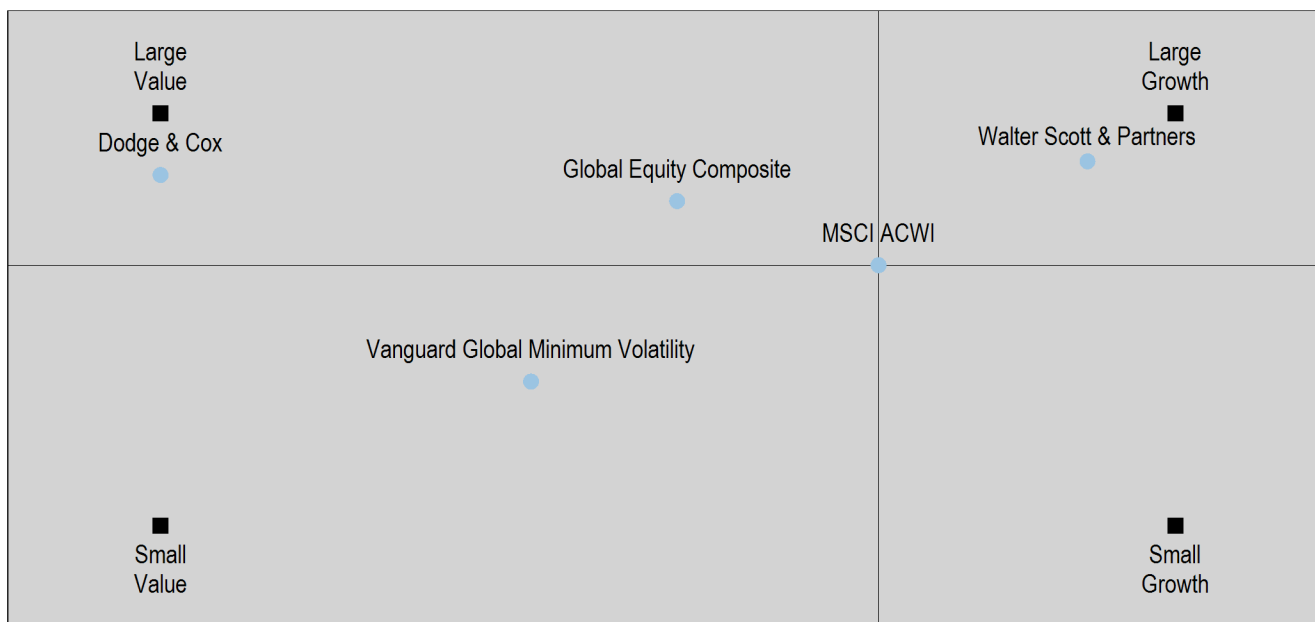 Large
Value
Large
Growth
Dodge & Cox
Walter Scott & Partners
Global Equity Composite
MSCI ACWI
Vanguard Global Minimum Volatility
Small
Value
Small
Growth